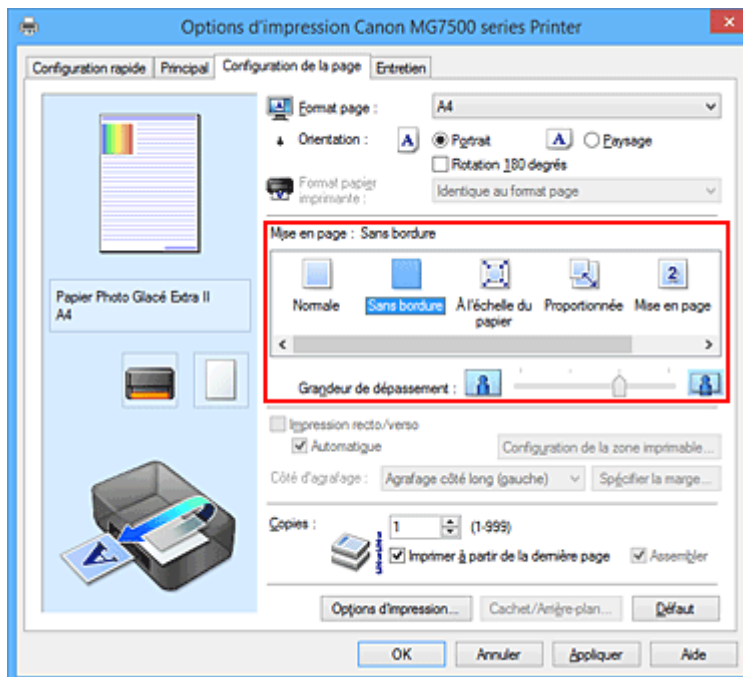 Options d'impression Canon MG7500 series Printer
Configuration rapide Principal Configuration de la page Entretien
Format page : A4
Orientation : A Portrait A Paysage
Rotation 180 degrés
Format papier imprimante : Identique au format page
Mise en page : Sans bordure
Normale Sans bordure À l'échelle du papier Proportionnée Mise en page
Papier Photo Glacé Extra II
A4
Grandeur de dépassement :
Impression recto/verso
Automatique Configuration de la zone imprimable...
Côté d'agrafage : Agrafage côté long (gauche) Spécifier la marge...
Copies : 1 (1-999)
Imprimer à partir de la dernière page Assembler
Options d'impression... Cachet/Arrière-plan... Défaut
OK Annuler Appliquer Aide